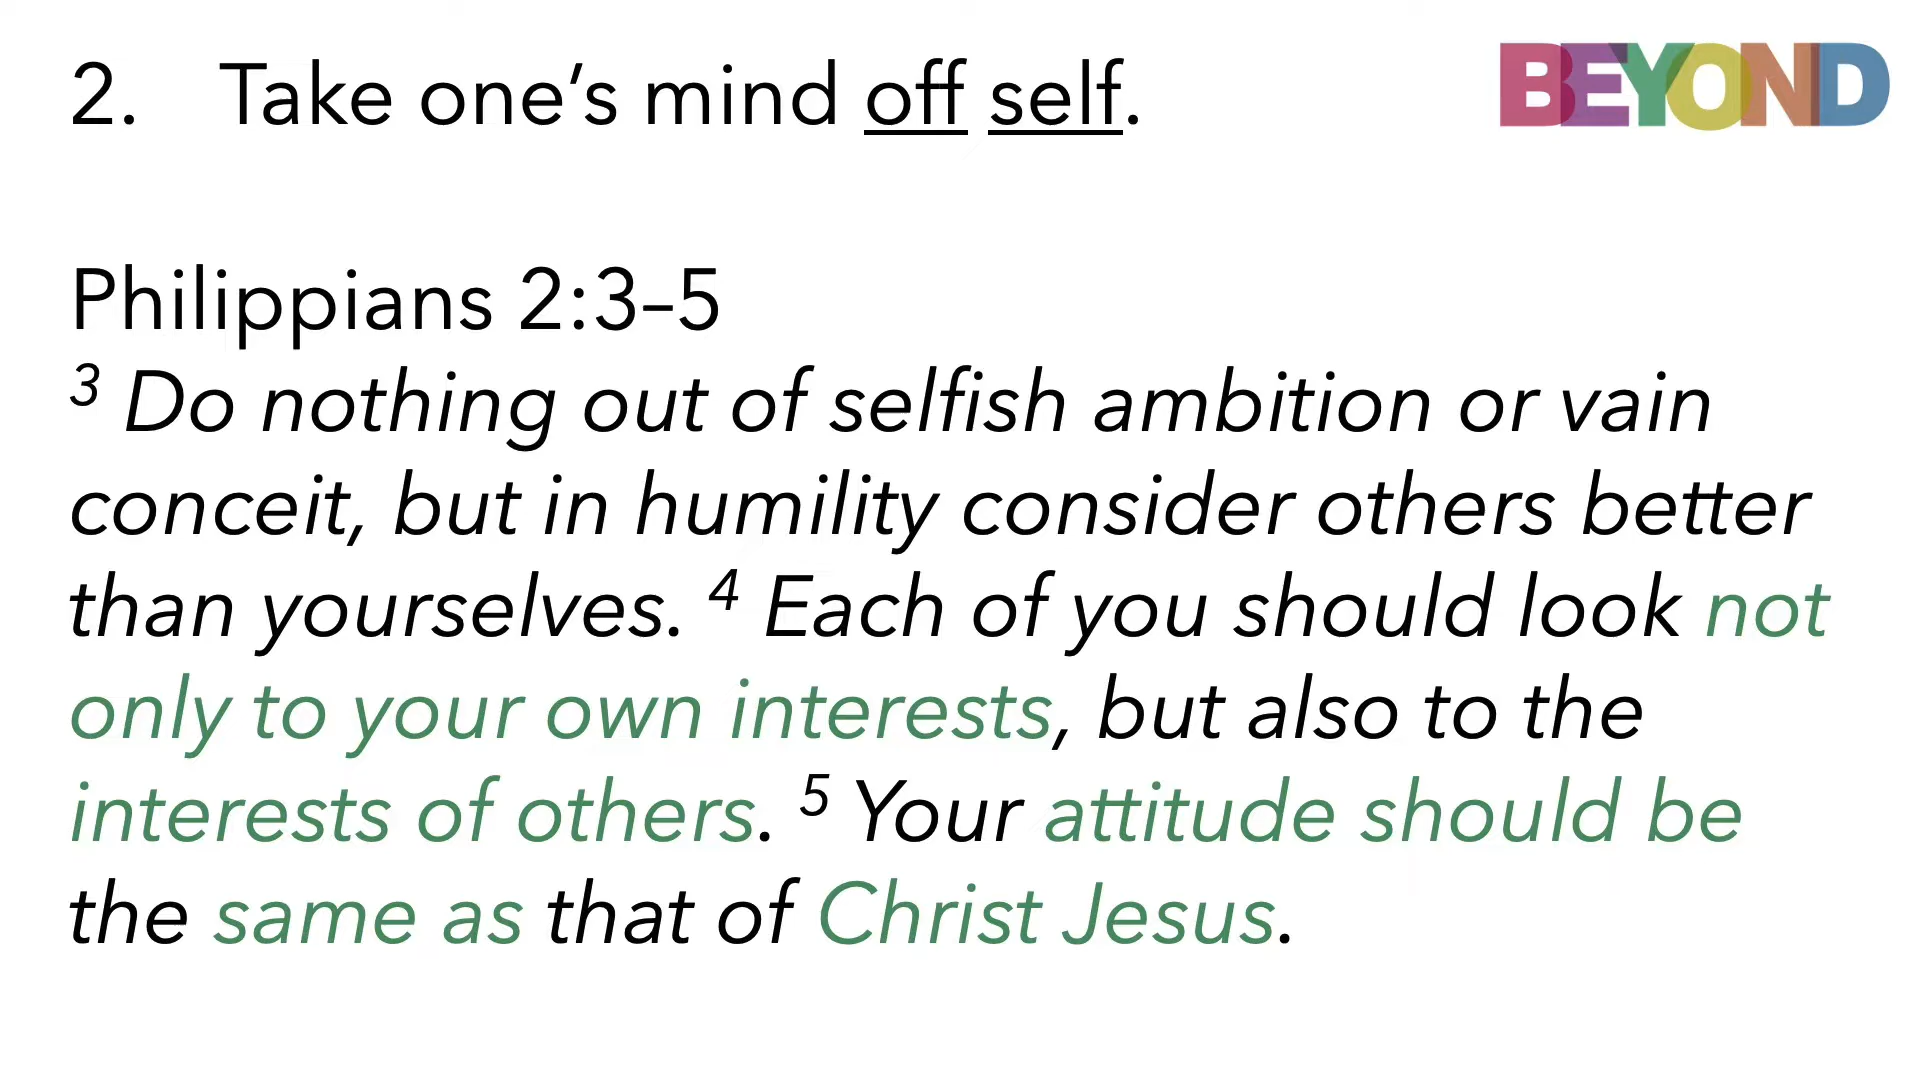 2. Take one’s mind off self.
BEYOND
Philippians 2:3–5
3 Do nothing out of selfish ambition or vain
conceit, but in humility consider others better
than yourselves. 4 Each of you should look not
only to your own interests, but also to the
interests of others. 5 Your attitude should be
the same as that of Christ Jesus.